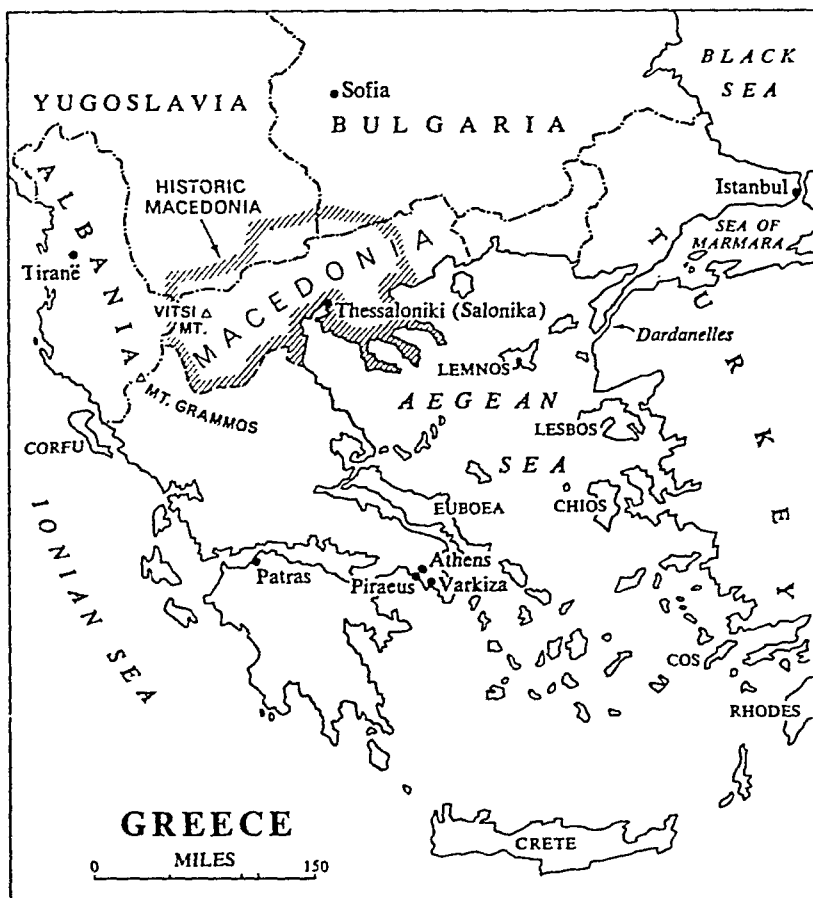 BLACK
SEA
Sofia
YUGOSLAVIA
BULGARIA
ALBANIA
HISTORIC
MACEDONIA
Istanbul
SEA OF
MARMARA
Tiranë
MACEDONIA
TURKEY
VITSI
MT.
Thessaloniki (Salonika)
Dardanelles
LEMNOS
MT. GRAMMOS
AEGEAN
SEA
LESBOS
CORFU
IONIAN SEA
EUBOEA
CHIOS
Athens
Patras
Piraeus
Varkiza
COS
RHODES
GREECE
MILES
0 150
CRETE